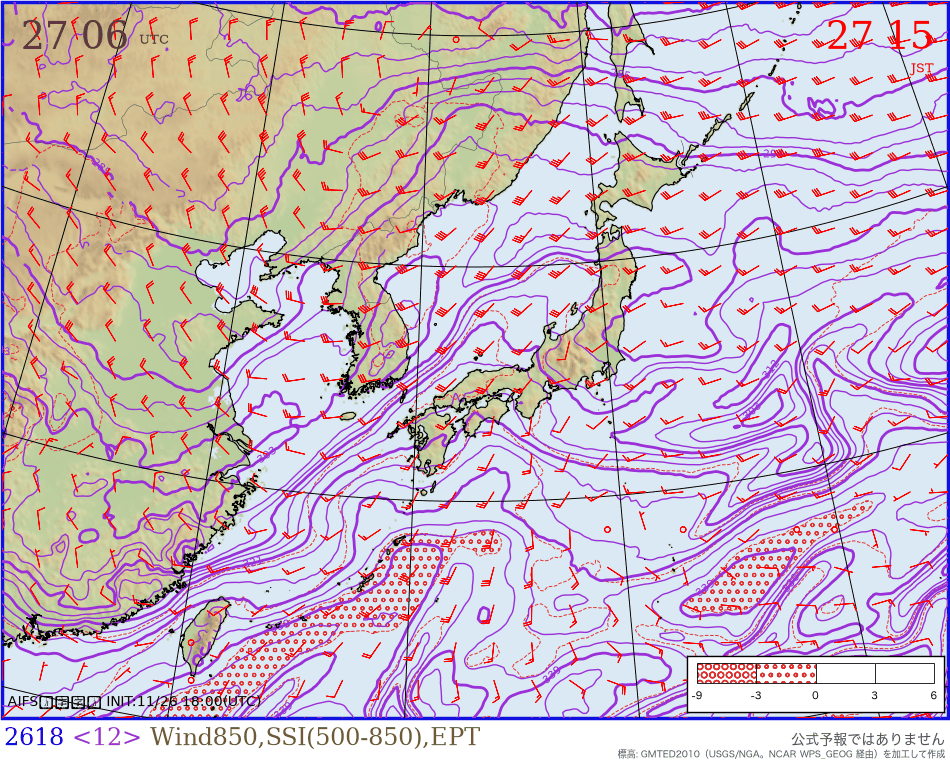 27 06 UTC
27 15
JST
-9 -3 0 3 6
AIFS INIT:11/26 18:00(UTC)
2618 <12> Wind850,SSI(500-850),EPT
公式予報ではありません
標高: GMTED2010（USGS/NGA。NCAR WPS_GEOG 経由）を加工して作成